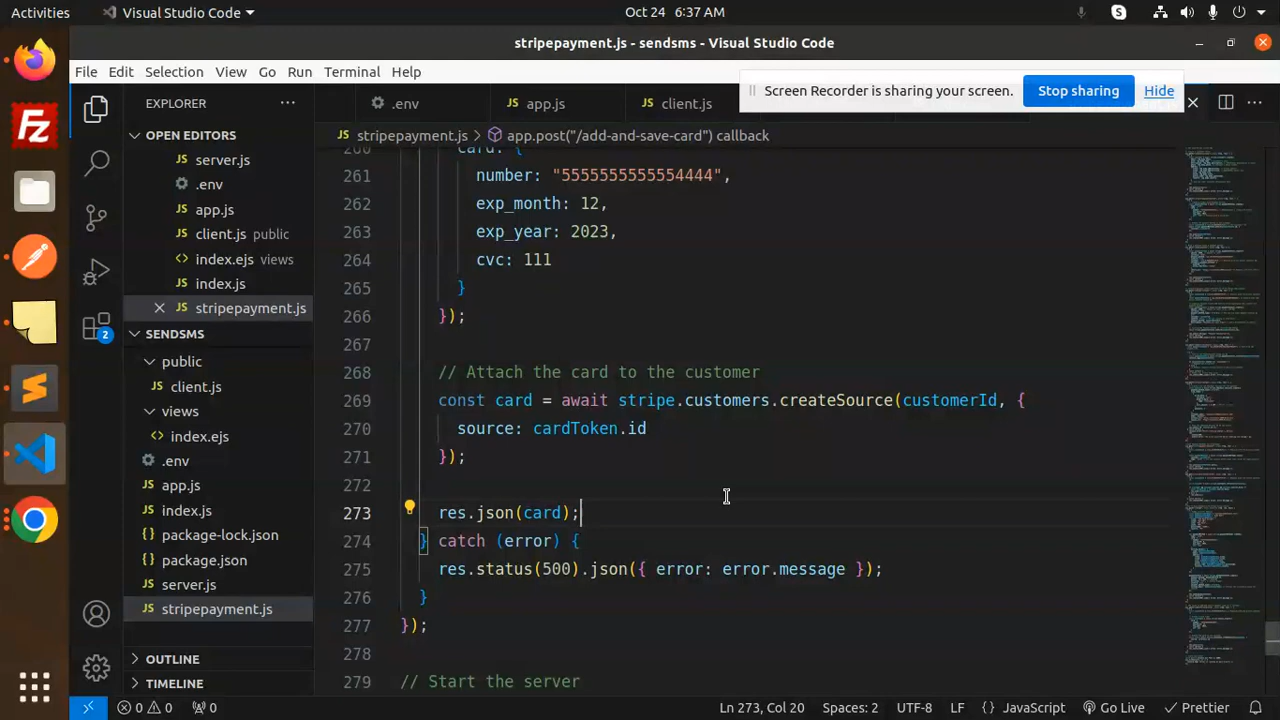 Activities
Visual Studio Code
Oct 24 6:37 AM
stripepayment.js - sendsms - Visual Studio Code
File Edit Selection View Go Run Terminal Help
Screen Recorder is sharing your screen. Stop sharing Hide
EXPLORER
.env
app.js
client.js
OPEN EDITORS
stripepayment.js > app.post("/add-and-save-card") callback
server.js
.env
app.js
client.js public
index.ejs views
index.js
stripepayment.js
SENDSMS
public
client.js
views
index.ejs
.env
app.js
index.js
package-lock.json
package.json
server.js
stripepayment.js
OUTLINE
TIMELINE
2
260 card: {
261 number: "5555555555554444",
262 exp_month: 12,
263 exp_year: 2023,
264 cvc: 111
265 }
266 });
267
268 // Attach the card to the customer
269 const card = await stripe.customers.createSource(customerId, {
270 source: cardToken.id
271 });
272
273 res.json(card);
274 } catch (error) {
275 res.status(500).json({ error: error.message });
276 }
277 });
278
279 // Start the server
0 0 0
Ln 273, Col 20 Spaces: 2 UTF-8 LF {} JavaScript Go Live Prettier